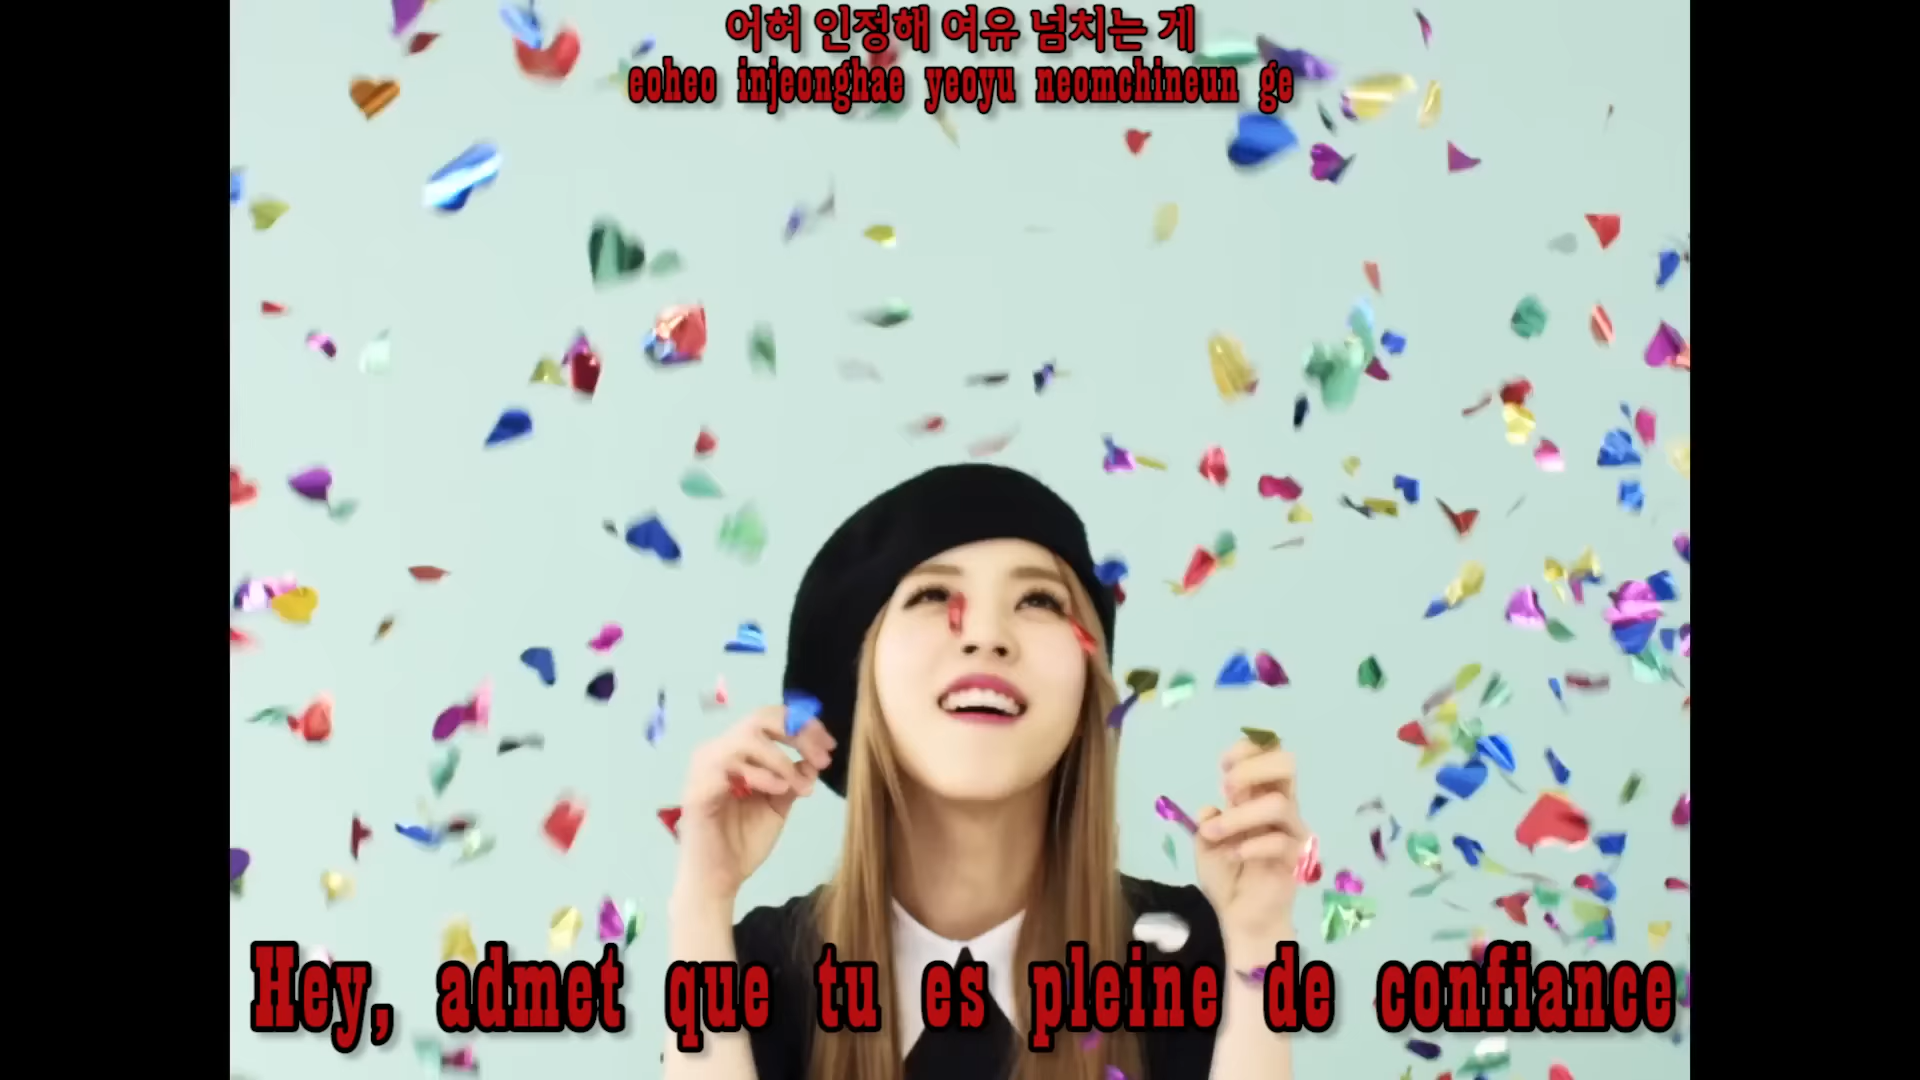 어허 인정해 여유 넘치는 게
eoheo injeonghae yeoyu neomchineun ge
Hey, admet que tu es pleine de confiance